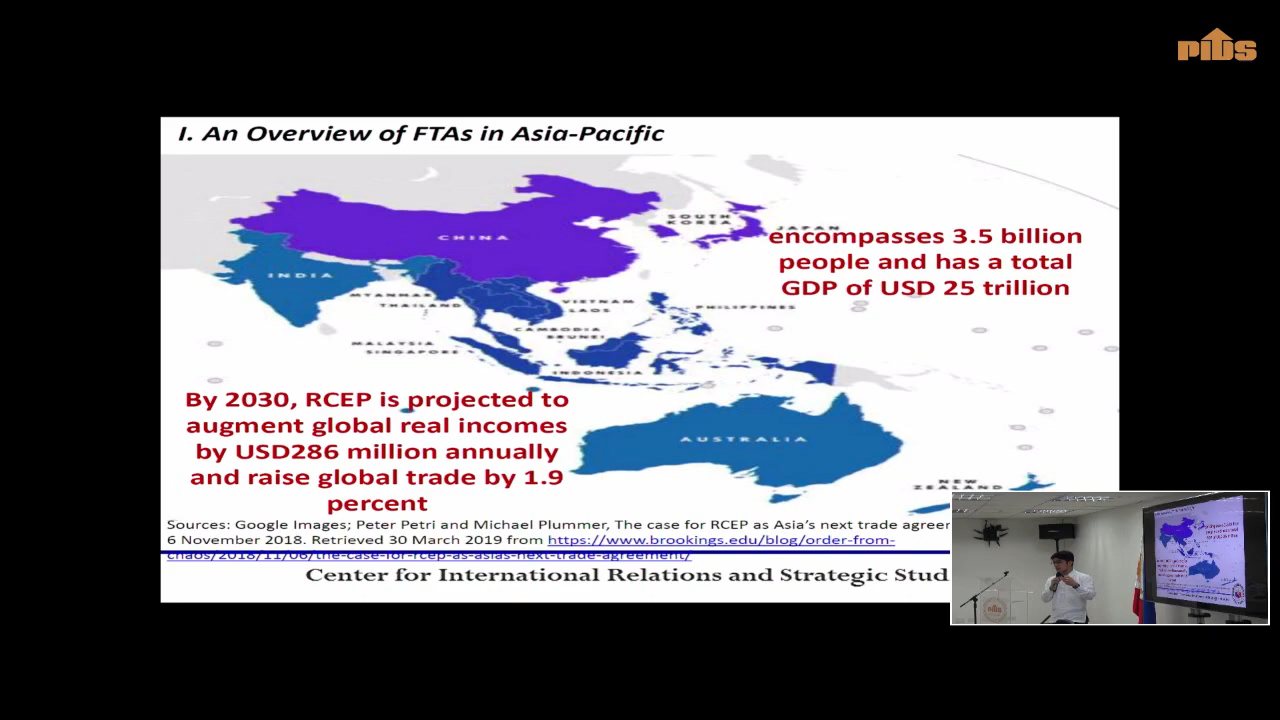 PIDS
I. An Overview of FTAs in Asia-Pacific
SOUTH
KOREA
JAPAN
CHINA
encompasses 3.5 billion
people and has a total
GDP of USD 25 trillion
INDIA
MYANMAR
THAILAND
VIETNAM
LAOS
PHILIPPINES
CAMBODIA
BRUNEI
MALAYSIA
SINGAPORE
INDONESIA
By 2030, RCEP is projected to
augment global real incomes
by USD286 million annually
and raise global trade by 1.9
percent
AUSTRALIA
NEW
ZEALAND
Sources: Google Images; Peter Petri and Michael Plummer, The case for RCEP as Asia's next trade agreer
6 November 2018. Retrieved 30 March 2019 from https://www.brookings.edu/blog/order-from-
chaos/2018/11/06/the-case-for-rcep-as-asias-next-trade-agreement/
Center for International Relations and Strategic Stud